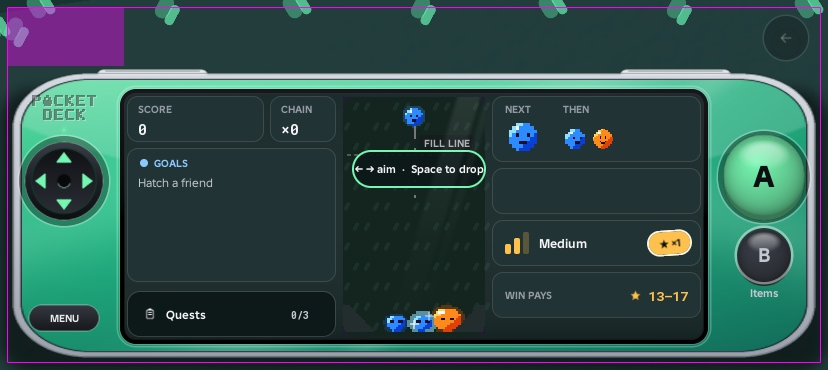 POCKET
DECK
SCORE
0
CHAIN
×0
GOALS
Hatch a friend
Quests
0/3
MENU
FILL LINE
←→ aim · Space to drop
NEXT
THEN
Medium
★ ×1
WIN PAYS
★ 13–17
A
B
Items
←